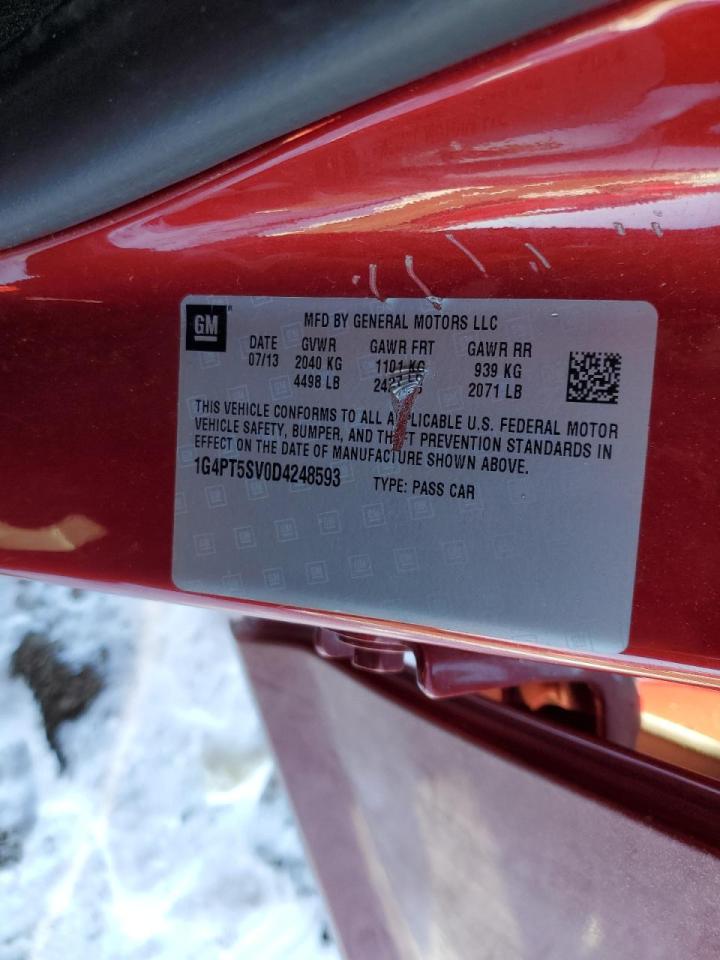 GM
MFD BY GENERAL MOTORS LLC
DATE GVWR GAWR FRT GAWR RR
07/13 2040 KG 1101 KG 939 KG
4498 LB 2071 LB
THIS VEHICLE CONFORMS TO ALL APPLICABLE U.S. FEDERAL MOTOR
VEHICLE SAFETY, BUMPER, AND THEFT PREVENTION STANDARDS IN
EFFECT ON THE DATE OF MANUFACTURE SHOWN ABOVE.
1G4PT5SV0D4248593 TYPE: PASS CAR